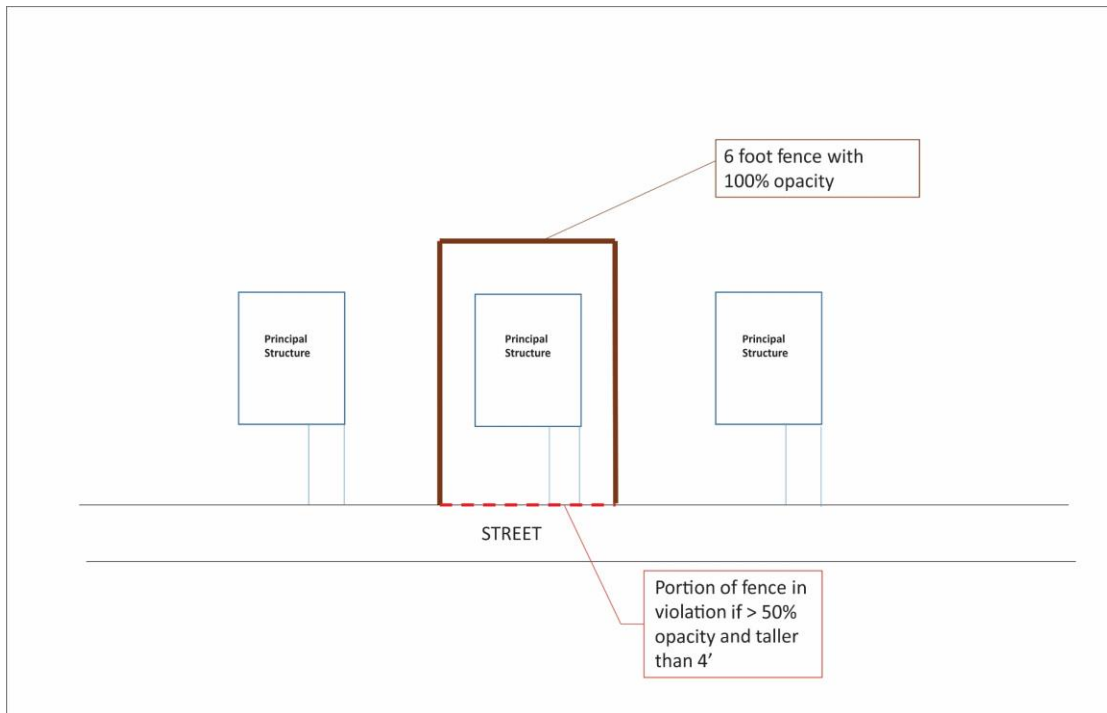 6 foot fence with
100% opacity
Principal
Structure
Principal
Structure
Principal
Structure
STREET
Portion of fence in
violation if > 50%
opacity and taller
than 4’